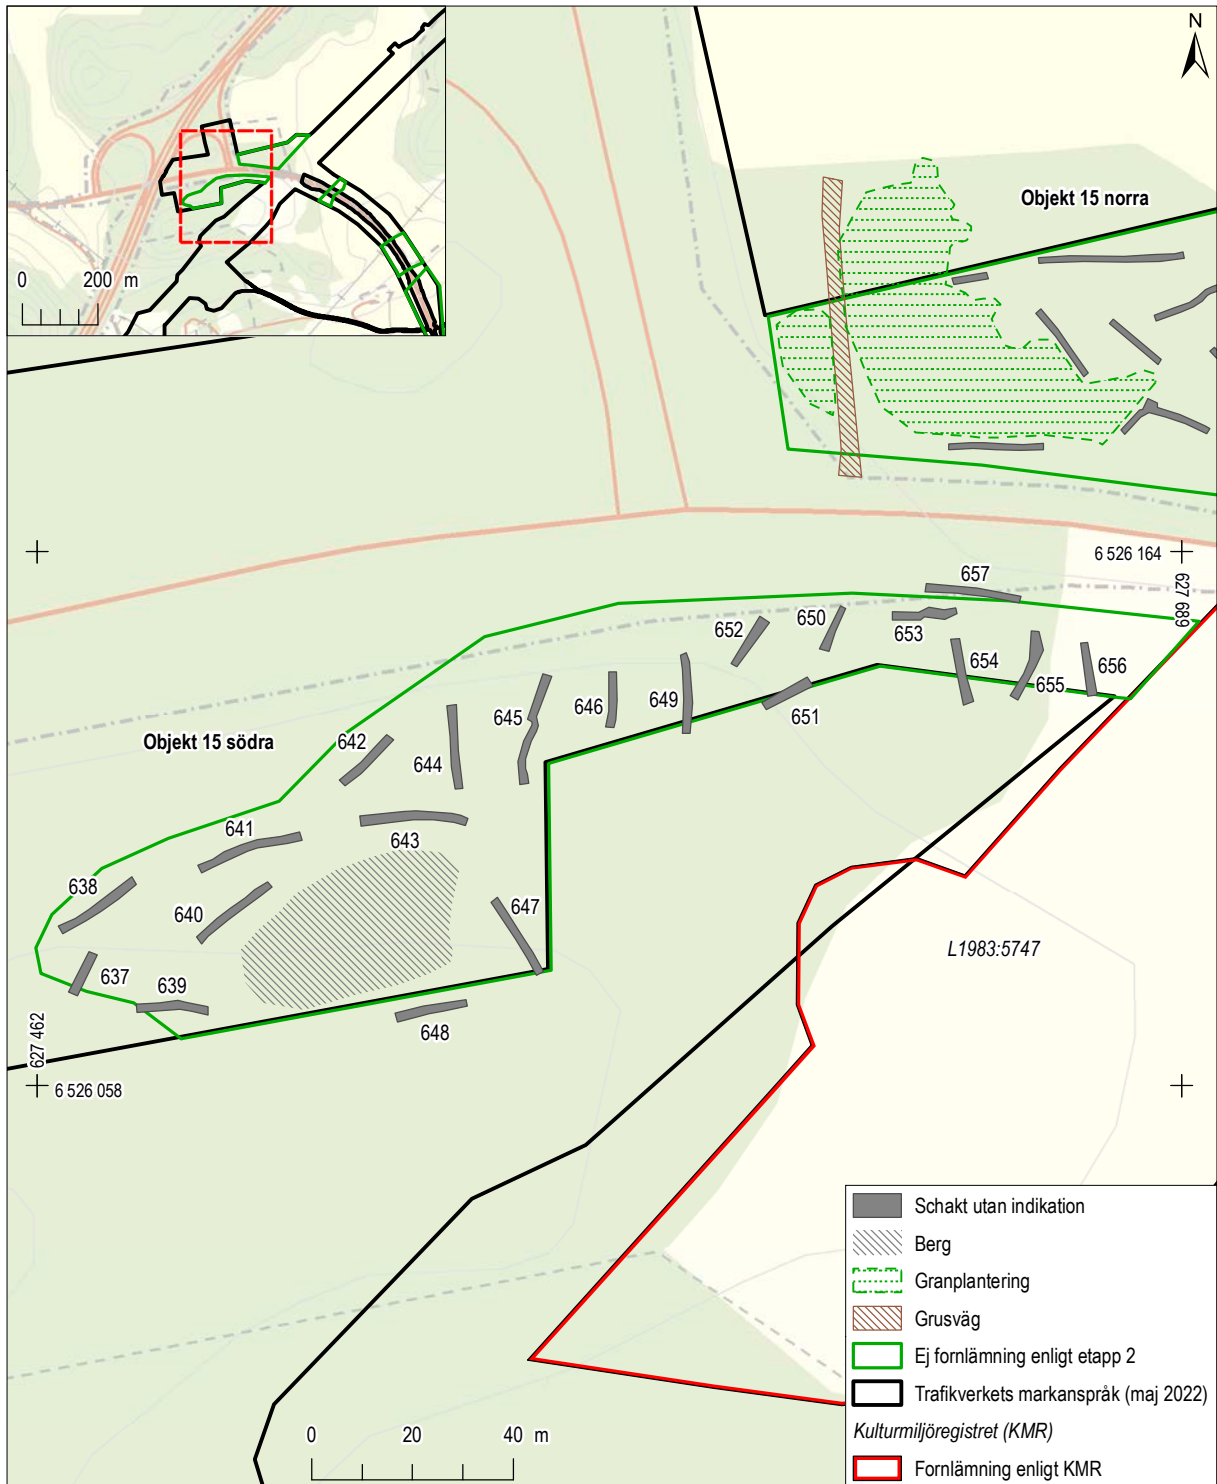 N
0 200 m
Objekt 15 norra
6 526 164
627 689
657
650
653
652
654
655
656
646
649
645
651
Objekt 15 södra
642
644
641
643
638
640
647
637
639
L1983:5747
648
627 462
6 526 058
Schakt utan indikation
Berg
Granplantering
Grusväg
Ej fornlämning enligt etapp 2
Trafikverkets markanspråk (maj 2022)
Kulturmiljöregistret (KMR)
Fornlämning enligt KMR
0 20 40 m